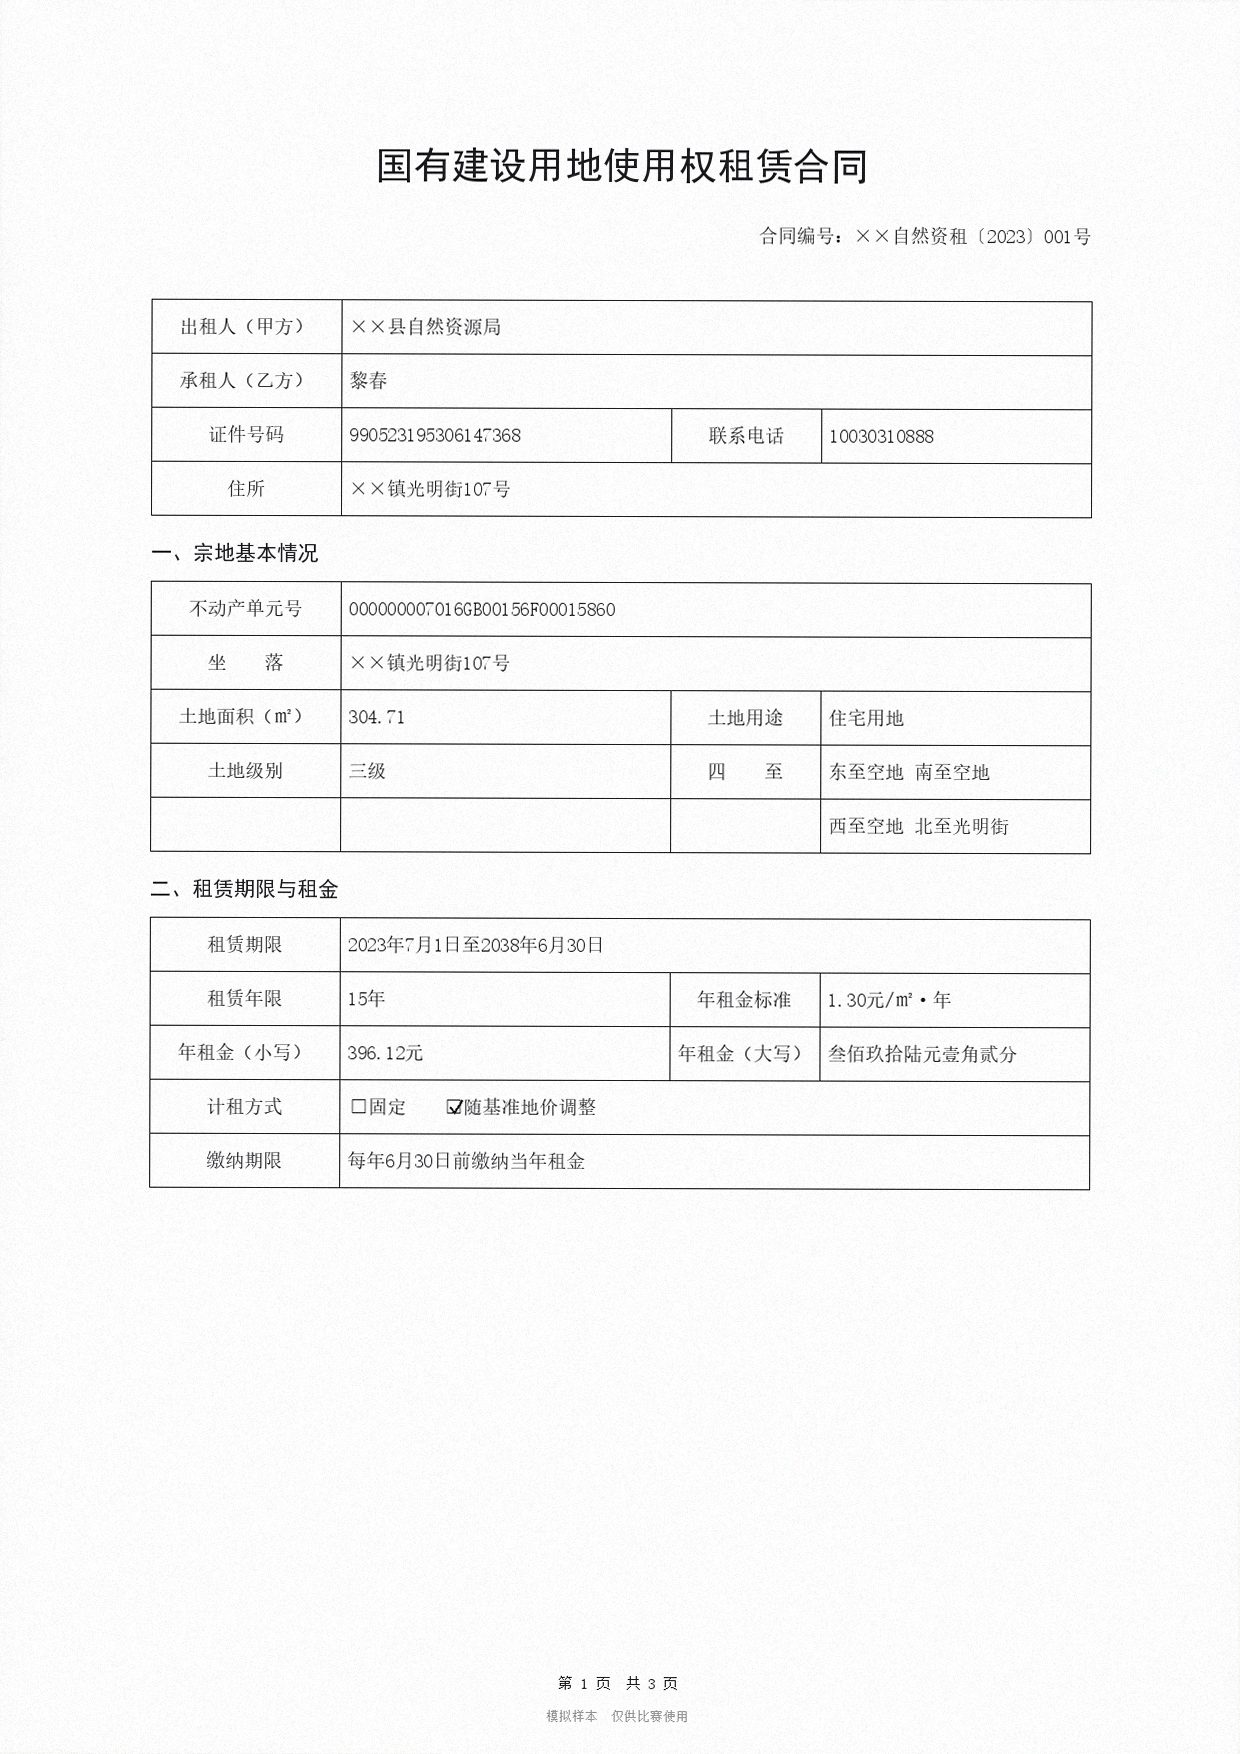 国有建设用地使用权租赁合同
合同编号：××自然资租〔2023〕001号
出租人（甲方） ××县自然资源局
承租人（乙方） 黎春
证件号码 990523195306147368 联系电话 10030310888
住所 ××镇光明街107号
一、宗地基本情况
不动产单元号 000000007016GB00156F00015860
坐　　落 ××镇光明街107号
土地面积（㎡） 304.71 土地用途 住宅用地
土地级别 三级 四　　至 东至空地 南至空地
西至空地 北至光明街
二、租赁期限与租金
租赁期限 2023年7月1日至2038年6月30日
租赁年限 15年 年租金标准 1.30元/㎡·年
年租金（小写） 396.12元 年租金（大写） 叁佰玖拾陆元壹角贰分
计租方式 □固定　　☑随基准地价调整
缴纳期限 每年6月30日前缴纳当年租金
第 1 页　共 3 页
模拟样本　仅供比赛使用